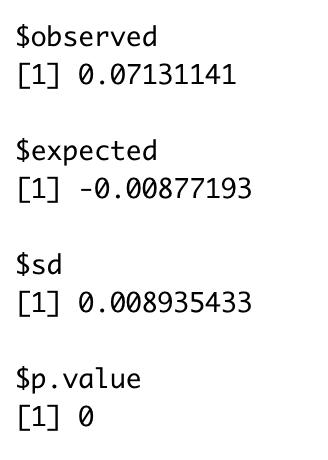 $observed
[1] 0.07131141
$expected
[1] -0.00877193
$sd
[1] 0.008935433
$p.value
[1] 0